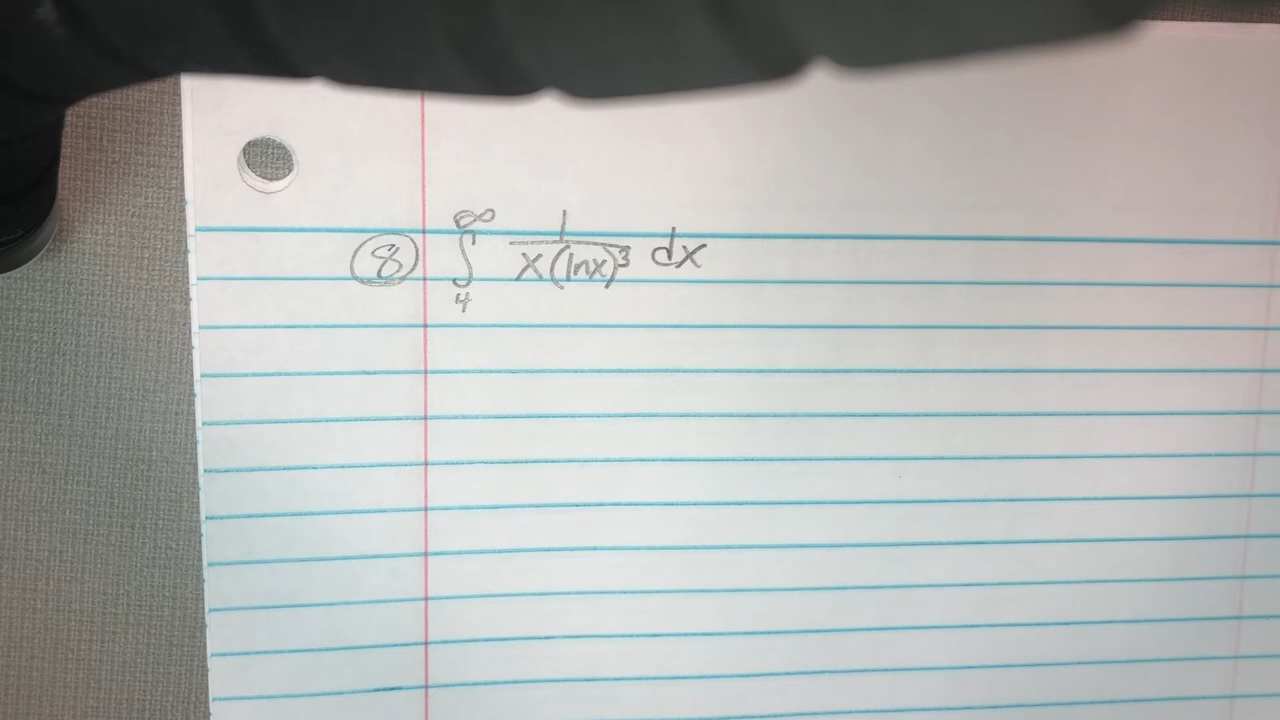 ⑧ ∫₄^∞ 1/(x(lnx)³) dx